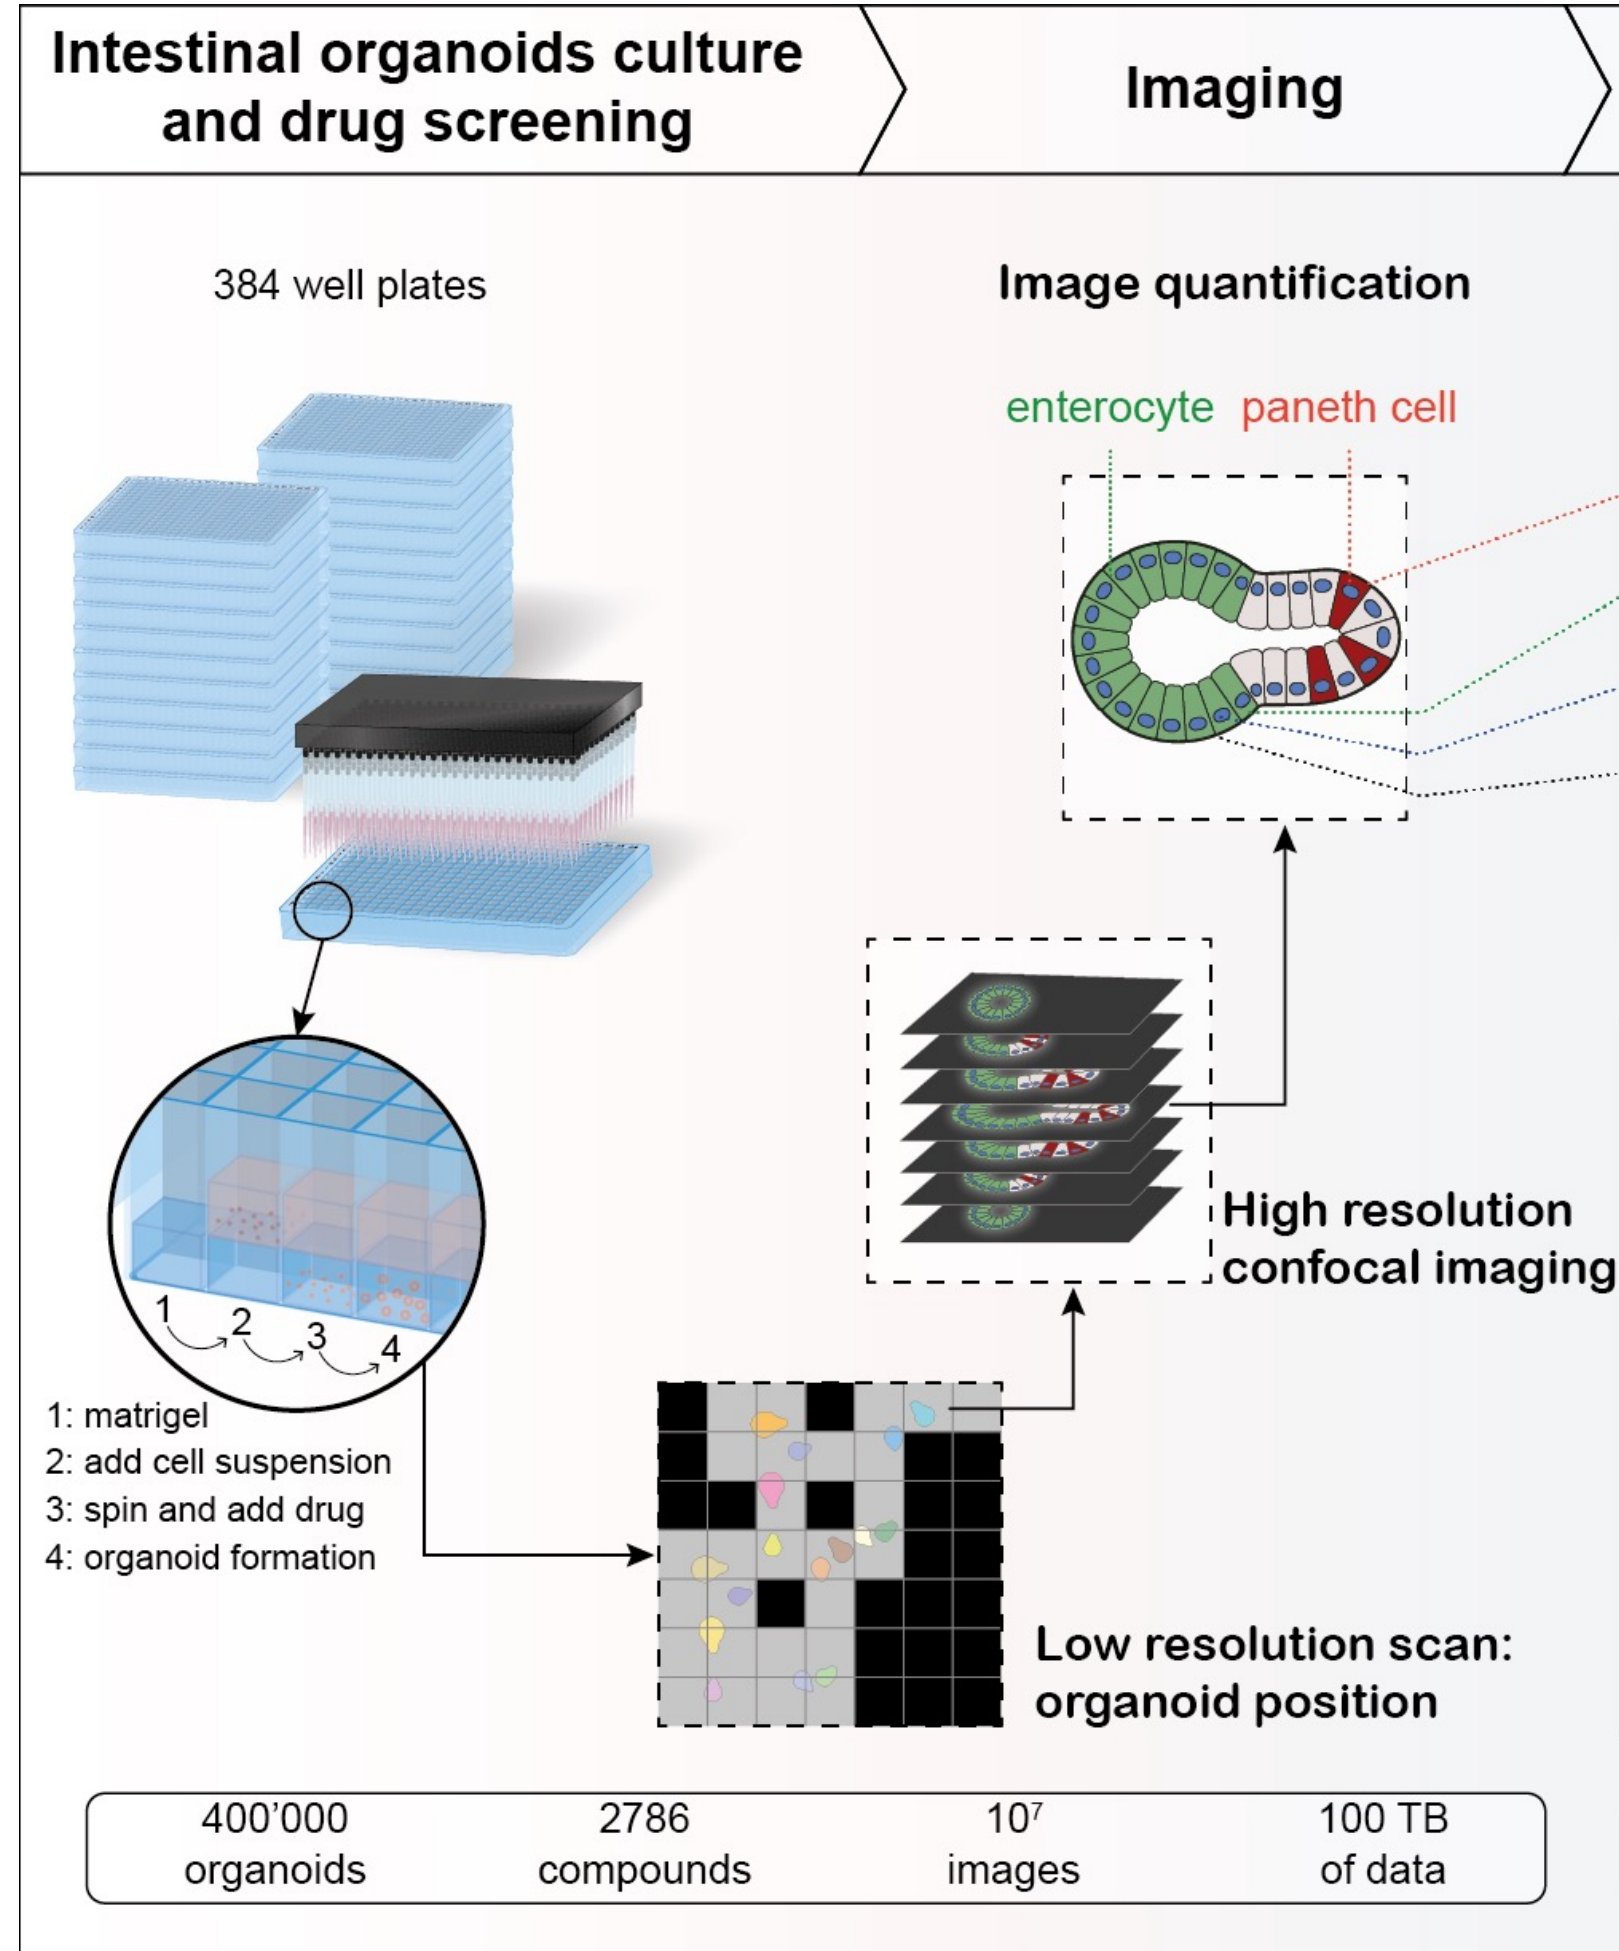 Intestinal organoids culture
and drug screening
Imaging
384 well plates
Image quantification
enterocyte
paneth cell
1
2
3
4
1: matrigel
2: add cell suspension
3: spin and add drug
4: organoid formation
High resolution
confocal imaging
Low resolution scan:
organoid position
400’000
organoids
2786
compounds
10⁷
images
100 TB
of data